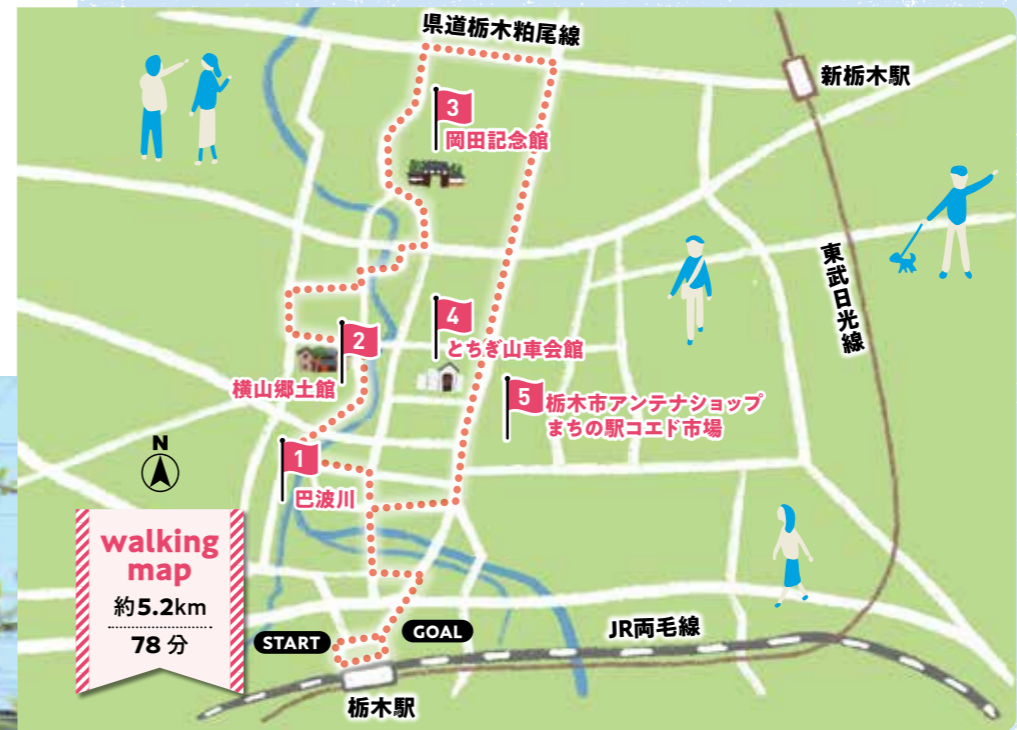 県道栃木粕尾線
新栃木駅
3
岡田記念館
東武日光線
4
とちぎ山車会館
2
横山郷土館
5
栃木市アンテナショップ
まちの駅コエド市場
N
1
巴波川
walking
map
約5.2km
78分
START
GOAL
JR両毛線
栃木駅